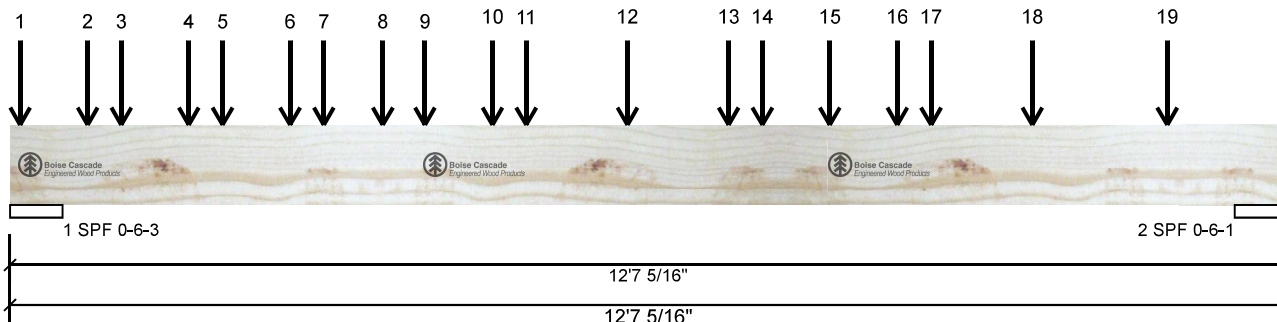 1 2 3 4 5 6 7 8 9 10 11 12 13 14 15 16 17 18 19
Boise Cascade
Engineered Wood Products
Boise Cascade
Engineered Wood Products
Boise Cascade
Engineered Wood Products
1 SPF 0-6-3
2 SPF 0-6-1
12'7 5/16"
12'7 5/16"